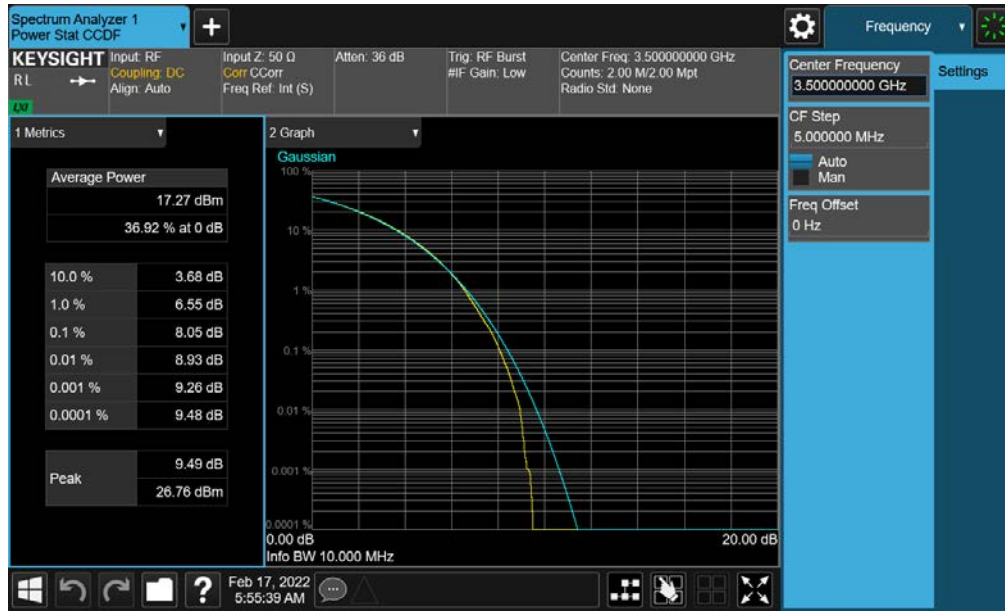 Spectrum Analyzer 1
Power Stat CCDF
Frequency
KEYSIGHT
RL
LXI
Input: RF
Coupling: DC
Align: Auto
Input Z: 50 Ω
Corr CCorr
Freq Ref: Int (S)
Atten: 36 dB
Trig: RF Burst
#IF Gain: Low
Center Freq: 3.500000000 GHz
Counts: 2.00 M/2.00 Mpt
Radio Std: None
Center Frequency
3.500000000 GHz
Settings
CF Step
5.000000 MHz
Auto
Man
Freq Offset
0 Hz
1 Metrics
Average Power
17.27 dBm
36.92 % at 0 dB
10.0 % 3.68 dB
1.0 % 6.55 dB
0.1 % 8.05 dB
0.01 % 8.93 dB
0.001 % 9.26 dB
0.0001 % 9.48 dB
Peak
9.49 dB
26.76 dBm
2 Graph
Gaussian
100 %
10 %
1 %
0.1 %
0.01 %
0.001 %
0.0001 %
0.00 dB 20.00 dB
Info BW 10.000 MHz
?
Feb 17, 2022
5:55:39 AM